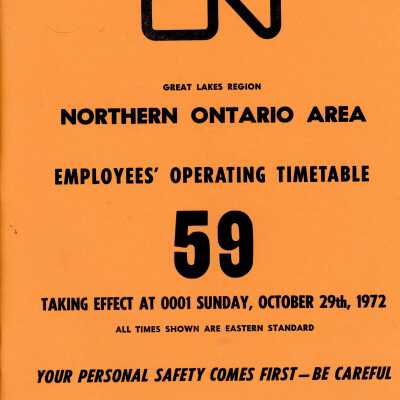 CN
GREAT LAKES REGION
NORTHERN ONTARIO AREA
EMPLOYEES' OPERATING TIMETABLE
59
TAKING EFFECT AT 0001 SUNDAY, OCTOBER 29th, 1972
ALL TIMES SHOWN ARE EASTERN STANDARD
YOUR PERSONAL SAFETY COMES FIRST—BE CAREFUL